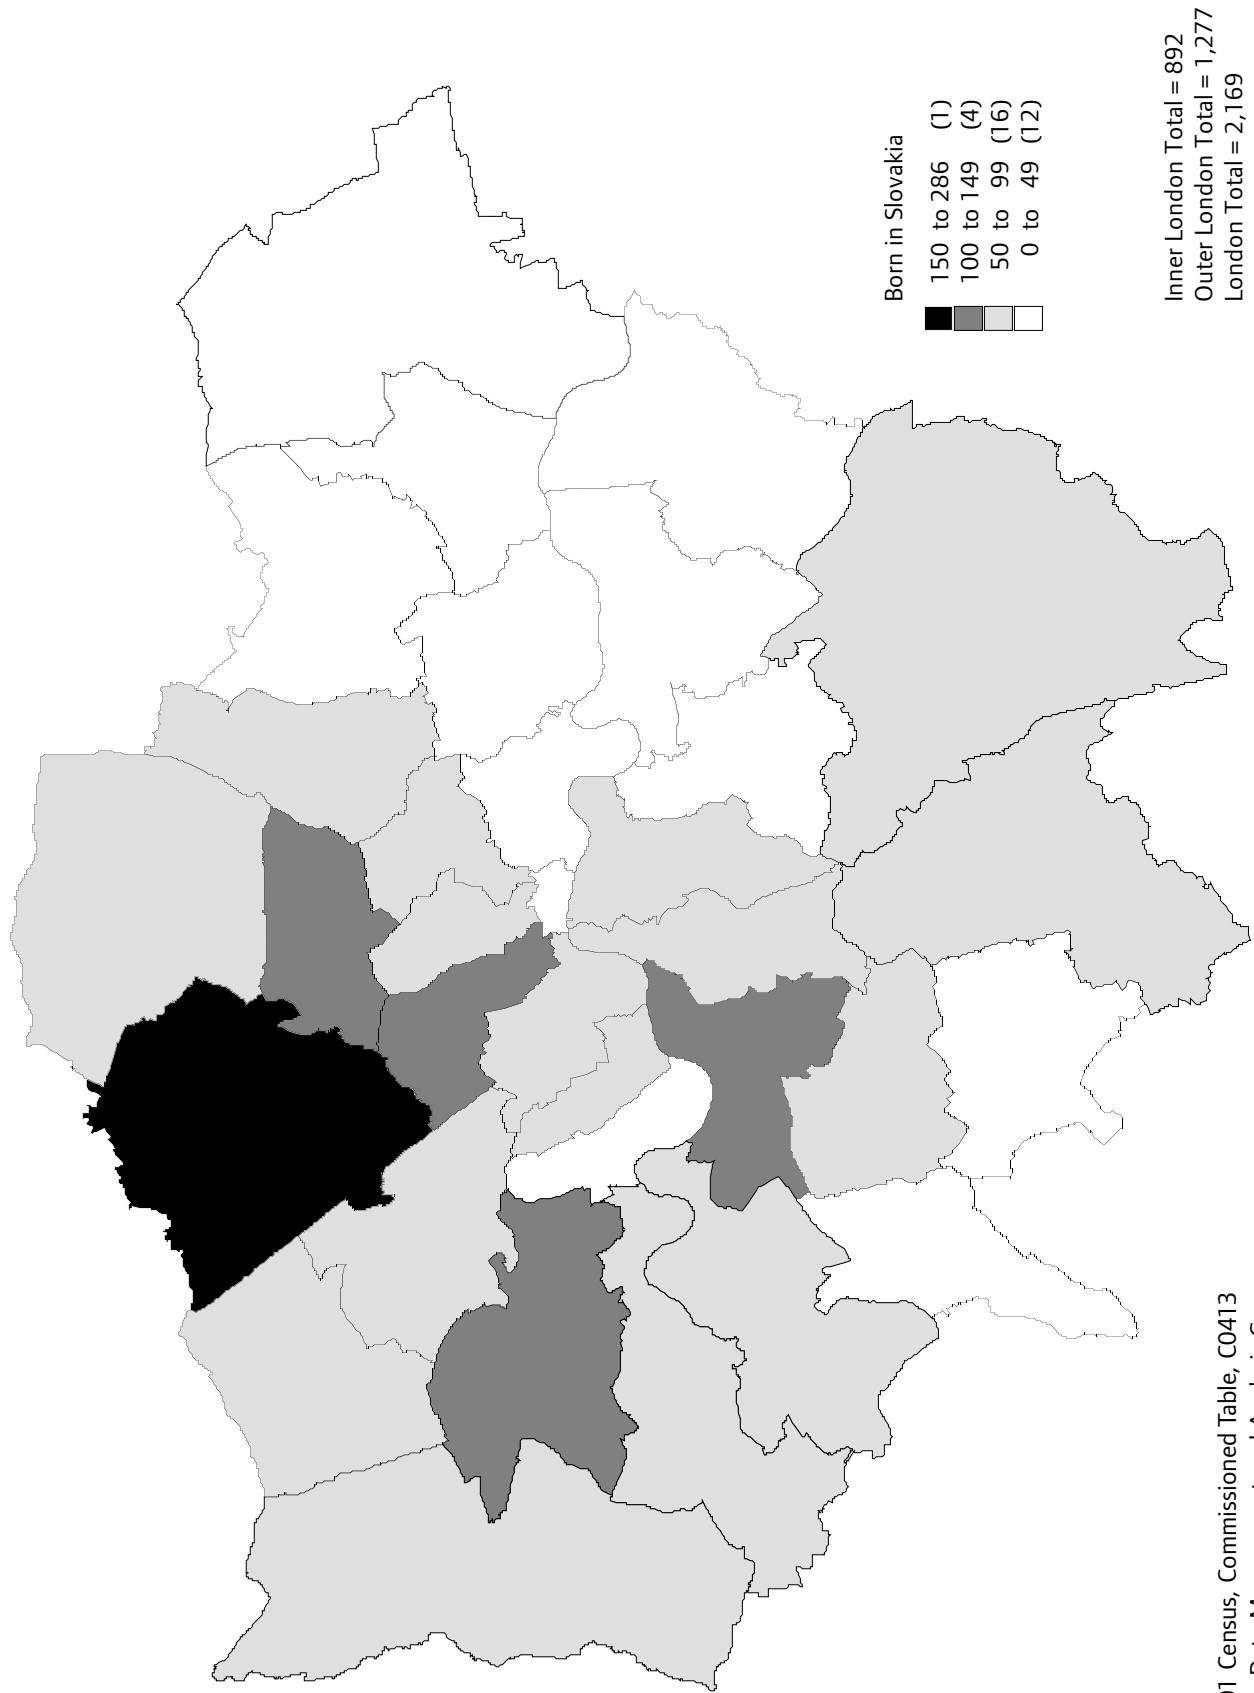 Born in Slovakia
150 to 286 (1)
100 to 149 (4)
50 to 99 (16)
0 to 49 (12)
Inner London Total = 892
Outer London Total = 1,277
London Total = 2,169
Census, Commissioned Table, C0413